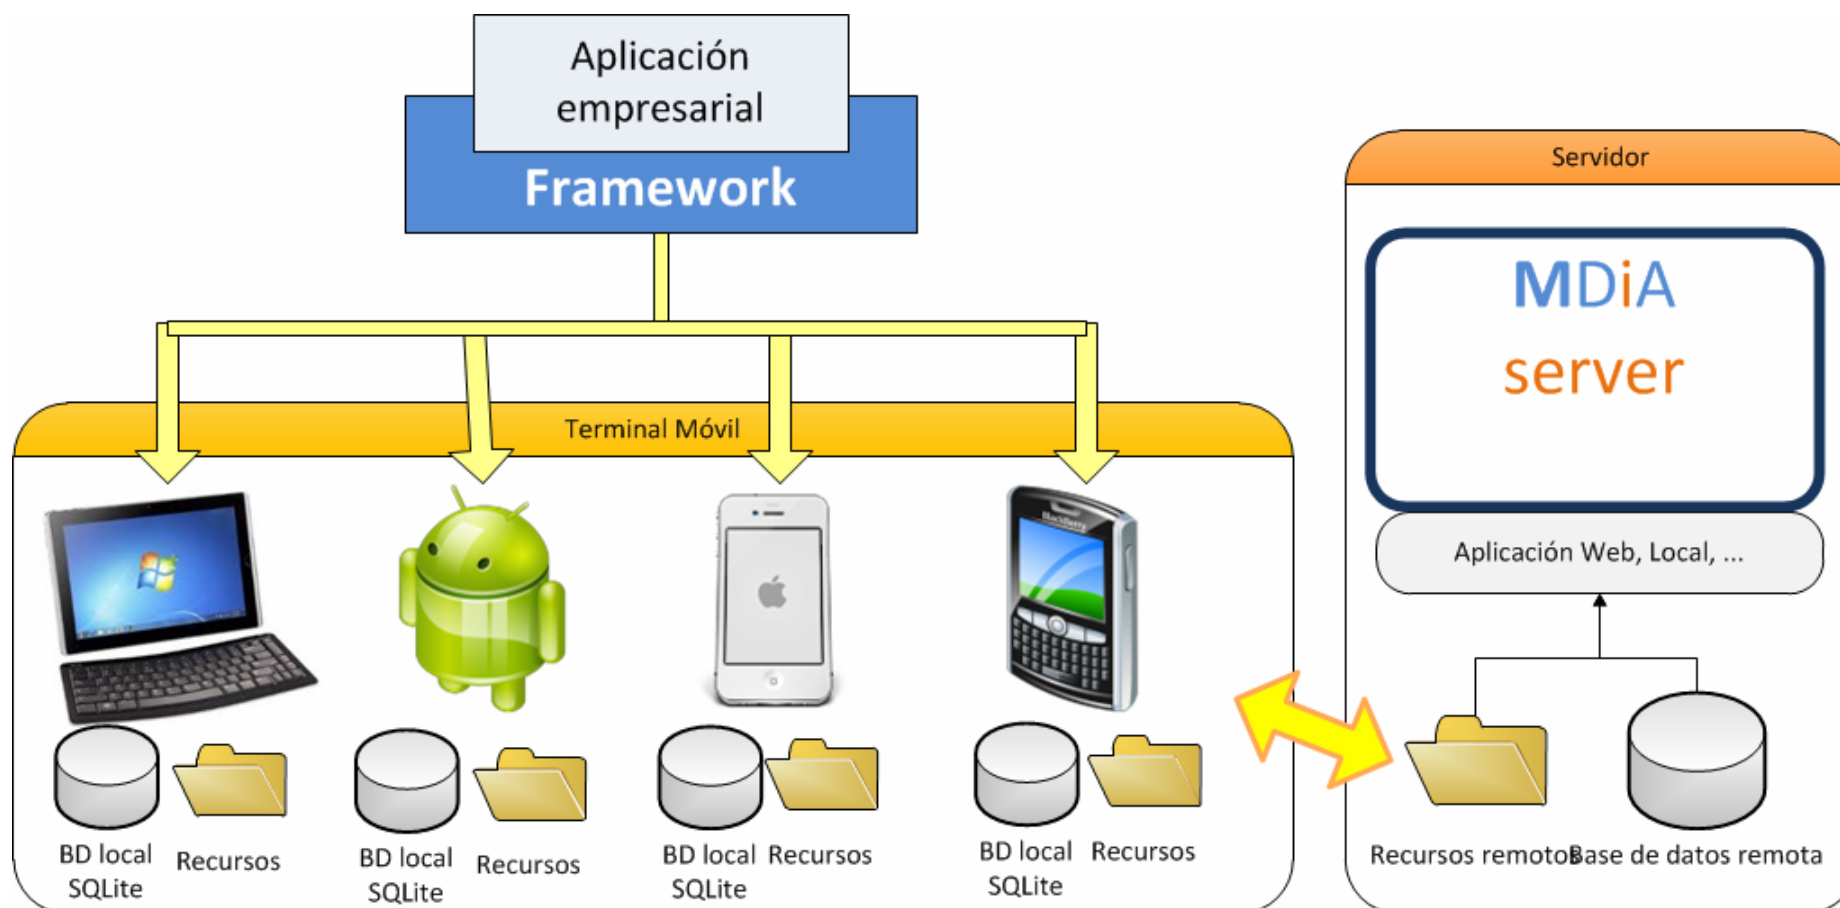 Aplicación
empresarial
Framework
Servidor
MDiA
server
Terminal Móvil
Aplicación Web, Local, ...
BlackBerry
BD local
SQLite
Recursos
BD local
SQLite
Recursos
BD local
SQLite
Recursos
BD local
SQLite
Recursos
Recursos remotos
Base de datos remota